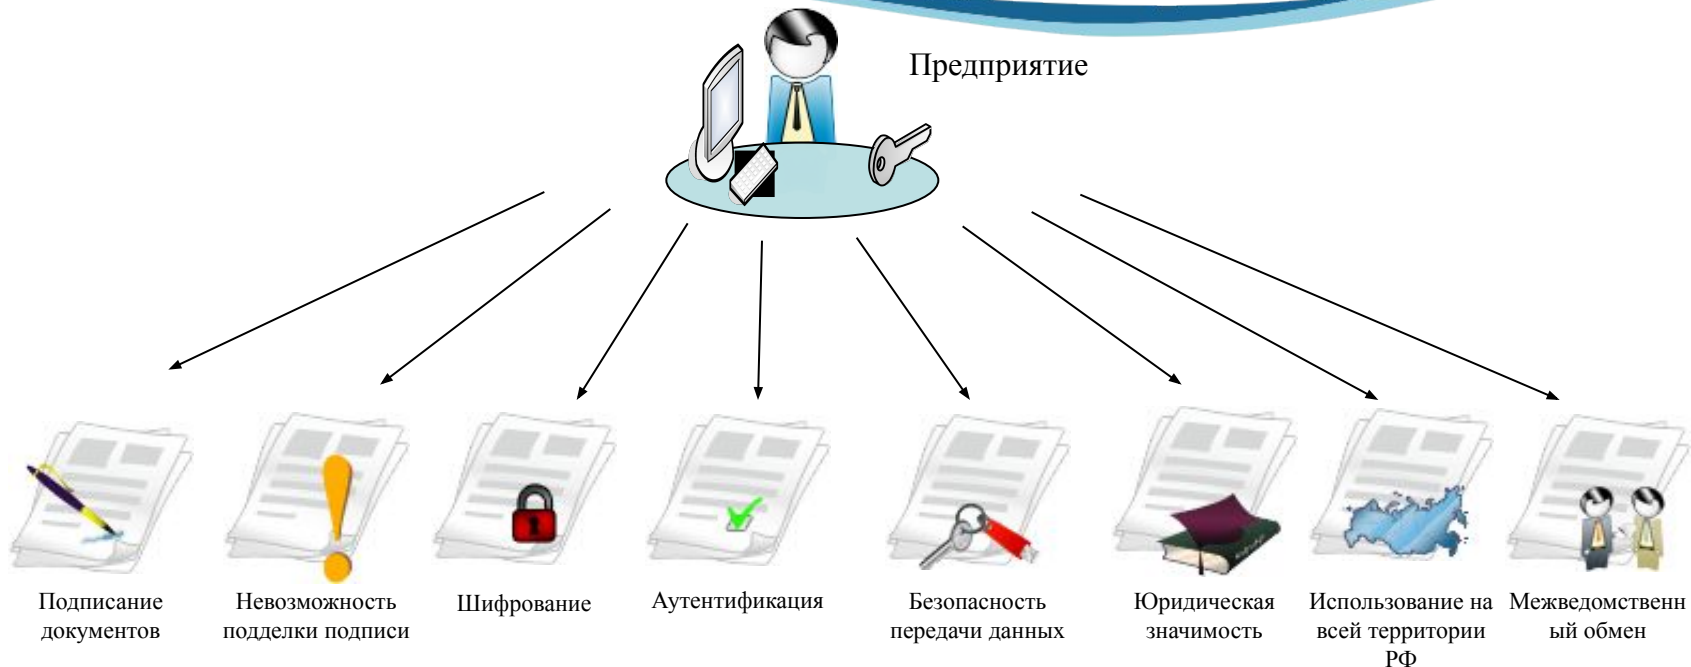 Предприятие
Подписание
документов
Невозможность
подделки подписи
Шифрование
Аутентификация
Безопасность
передачи данных
Юридическая
значимость
Использование на
всей территории
РФ
Межведомственн
ый обмен